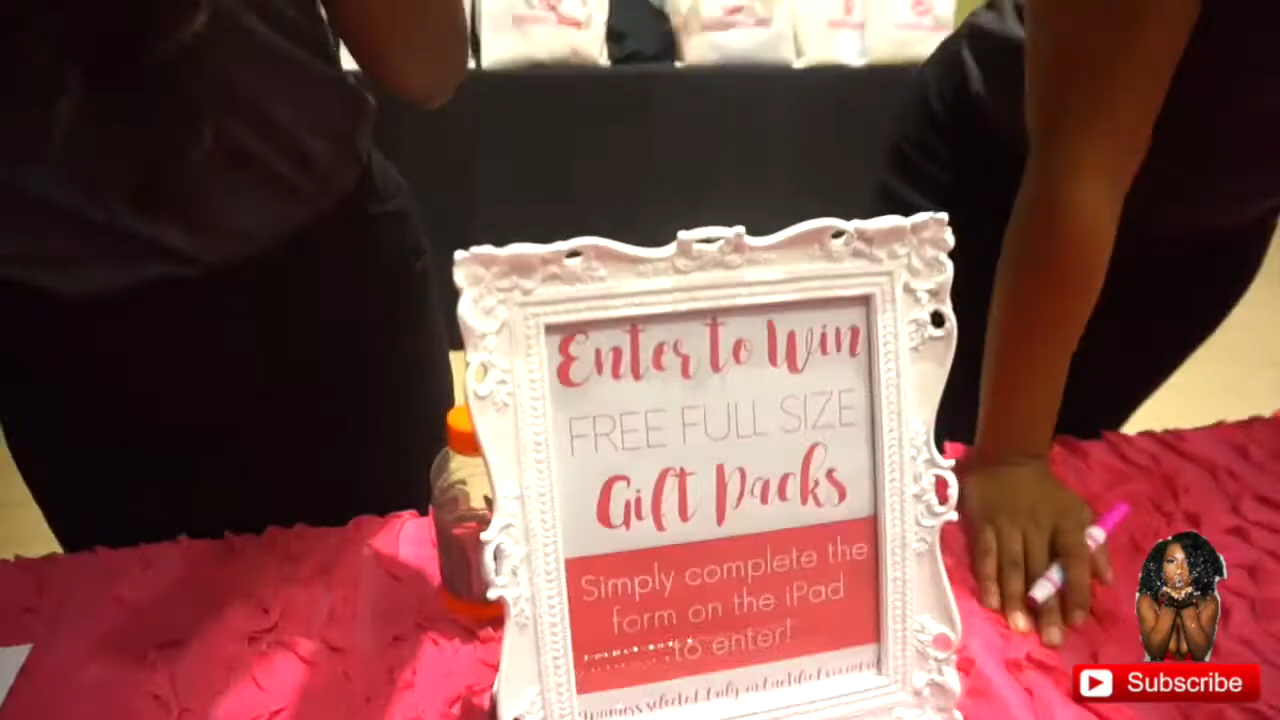 Enter to Win
FREE FULL SIZE
Gift Packs
Simply complete the
form on the iPad
to enter!
Subscribe